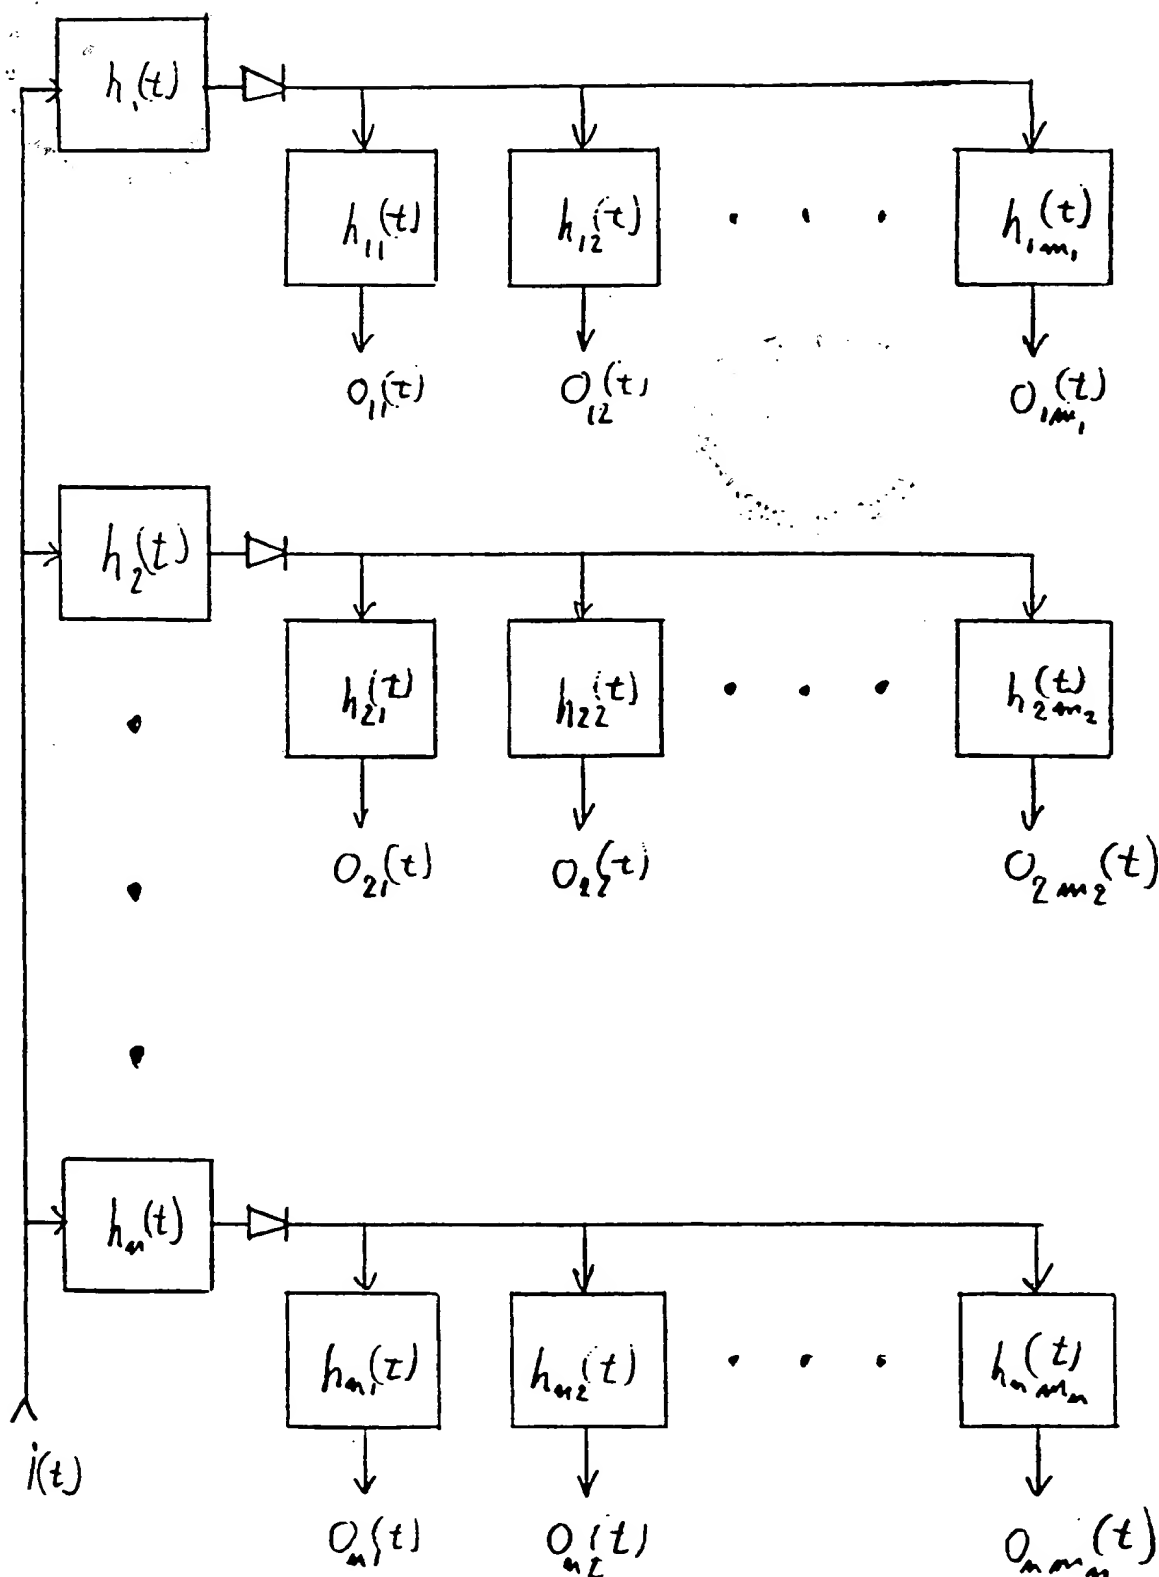 h₁(t)
h₁₁(t) h₁₂(t) . . . h₁ₘ₁(t)
O₁₁(t) O₁₂(t) O₁ₘ₁(t)
h₂(t)
h₂₁(t) h₂₂(t) . . . h₂ₘ₂(t)
O₂₁(t) O₂₂(t) O₂ₘ₂(t)
hₙ(t)
hₙ₁(t) hₙ₂(t) . . . hₙₘₙ(t)
i(t)
Oₙ₁(t) Oₙ₂(t) Oₙₘₙ(t)